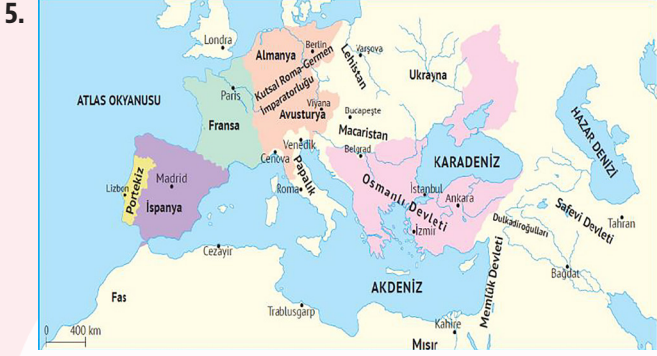 5.
Londra
Almanya
Berlin
Varşova
Lehistan
Ukrayna
Kutsal Roma-Germen
İmparatorluğu
ATLAS OKYANUSU
Paris
Viyana
Avusturya
Fransa
Ducapeşte
Macaristan
Venedik
Belgrad
Cenova
Papalık
KARADENİZ
HAZAR DENİZİ
Portekiz
Lizbon
Madrid
İspanya
Roma
Osmanlı Devleti
İstanbul
Ankara
İzmir
Dulkadiroğulları
Safevi Devleti
Tahran
Cezayir
Bağdat
Memlûk Devleti
AKDENİZ
Fas
Trablusgarp
Kahire
Mısır
0 400 km